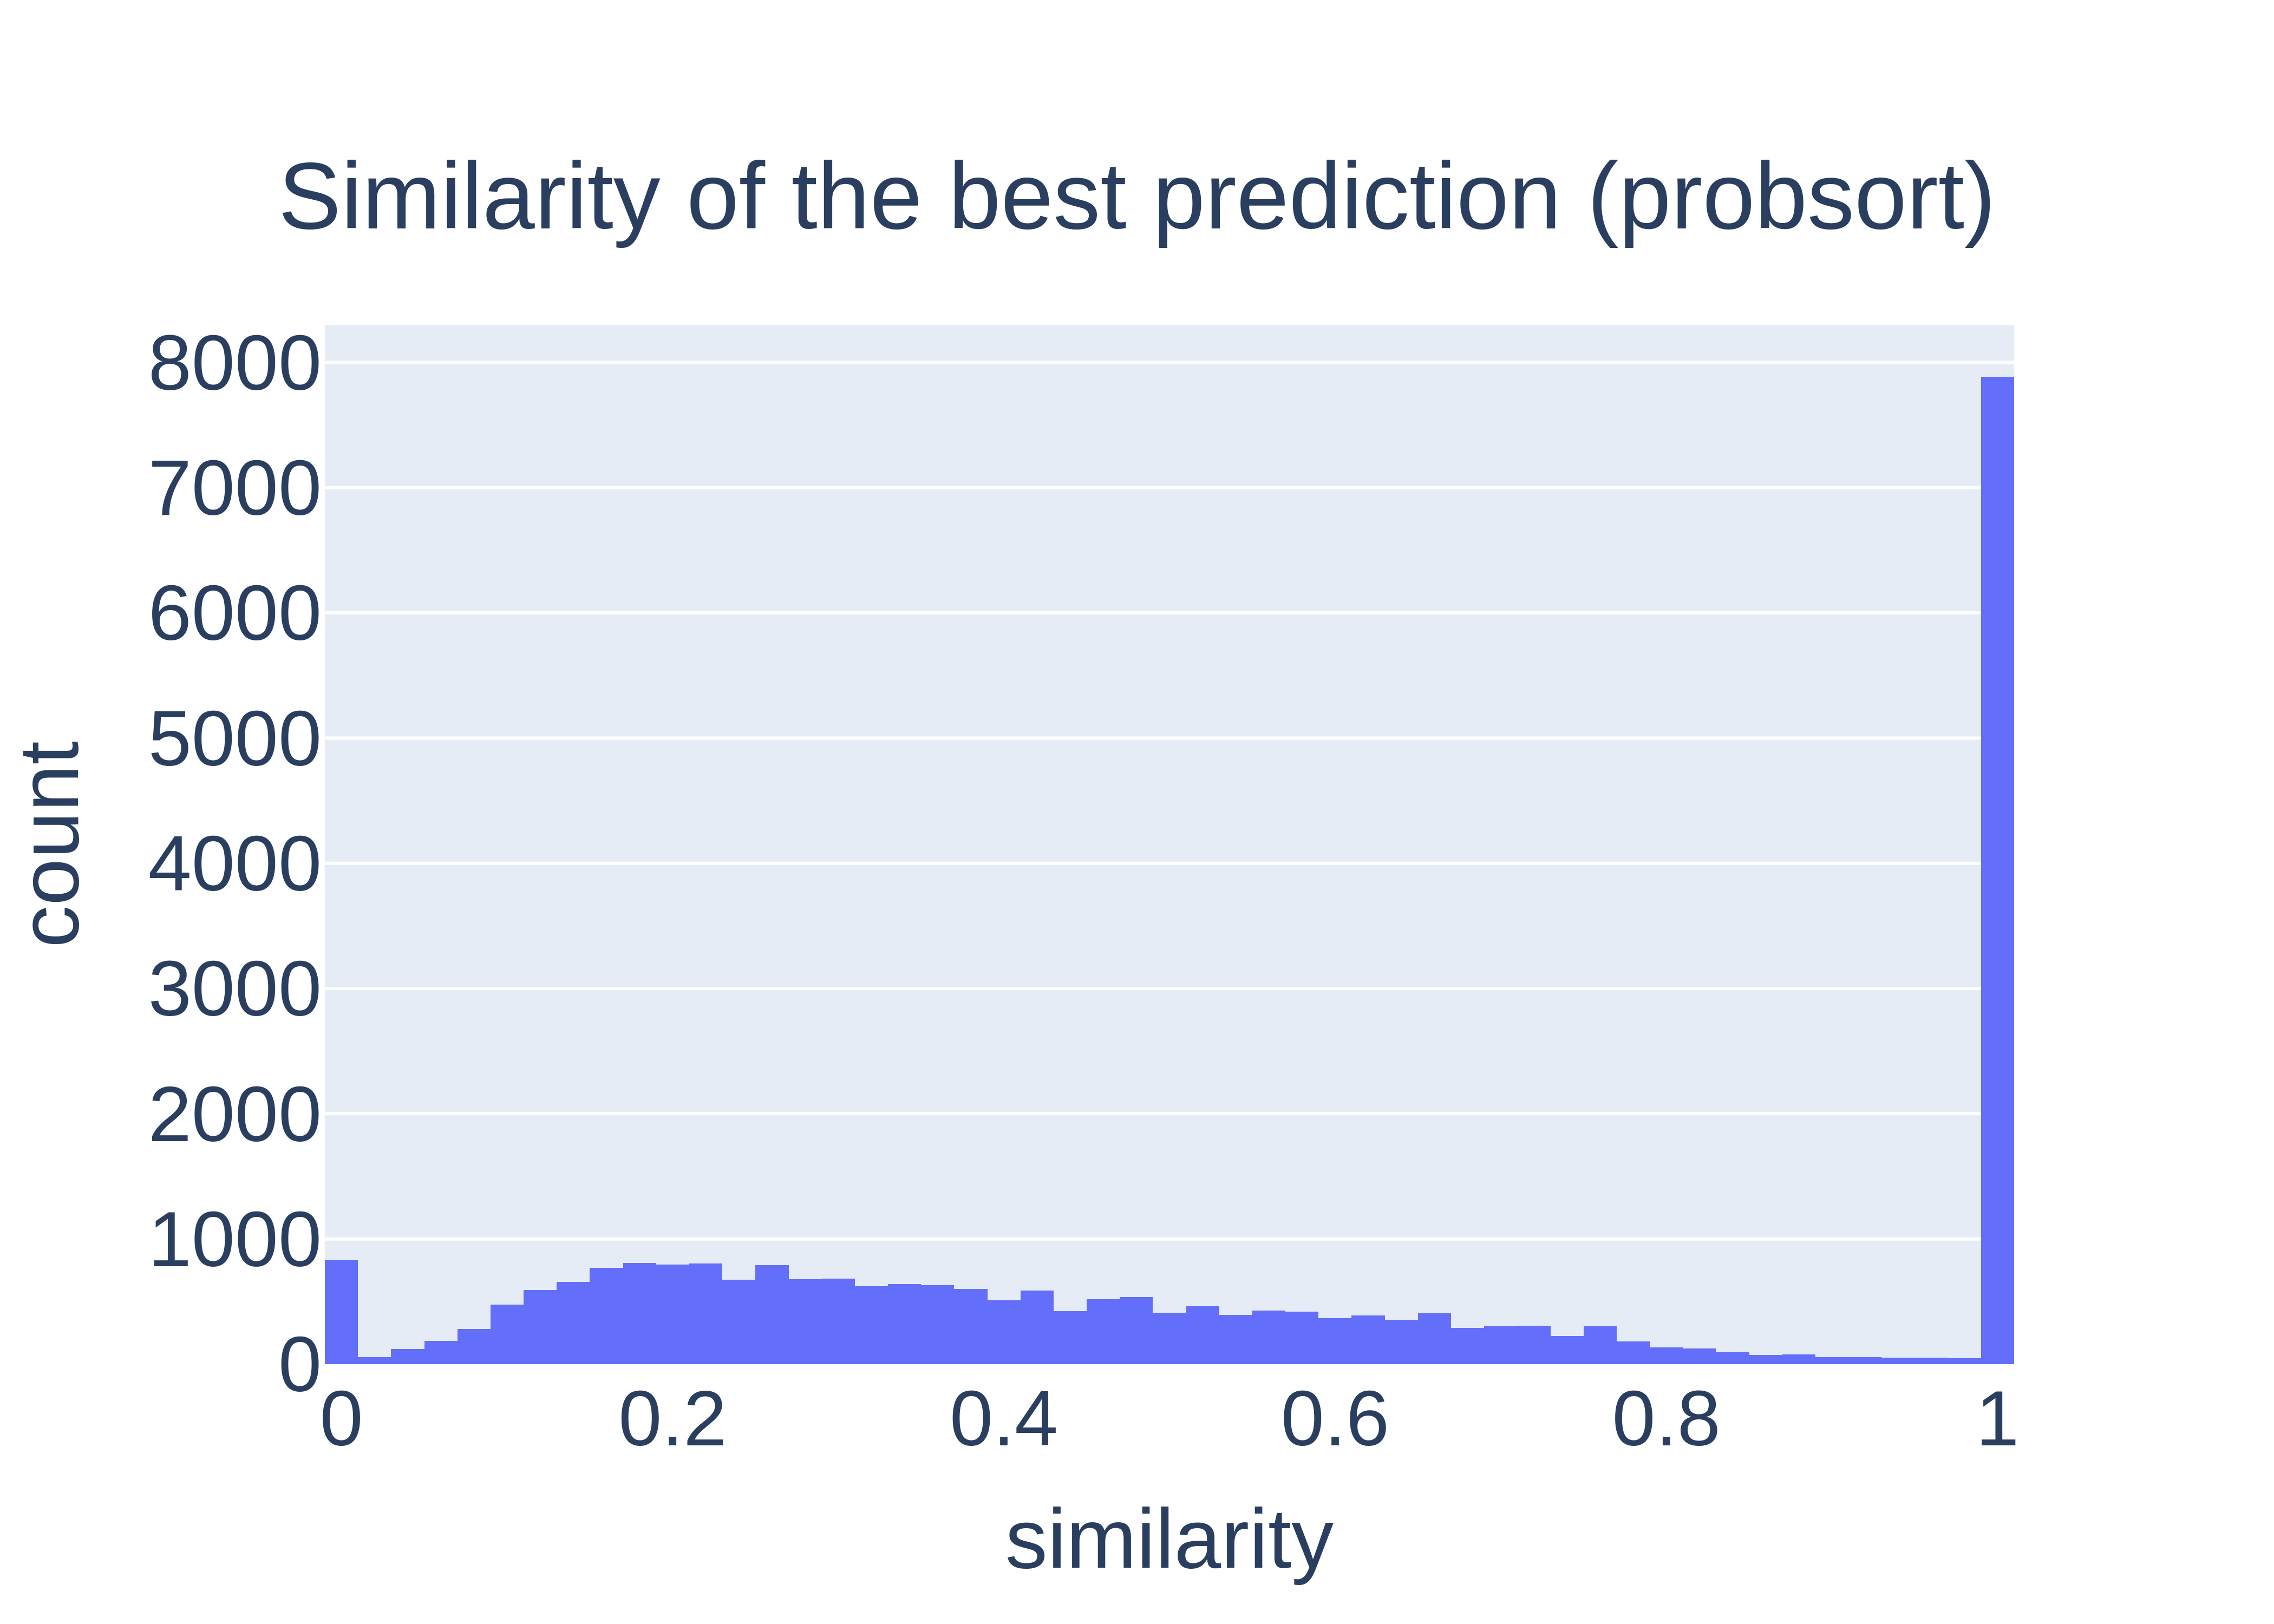 Similarity of the best prediction (probsort)
8000
7000
6000
5000
4000
3000
2000
1000
0
count
0 0.2 0.4 0.6 0.8 1
similarity